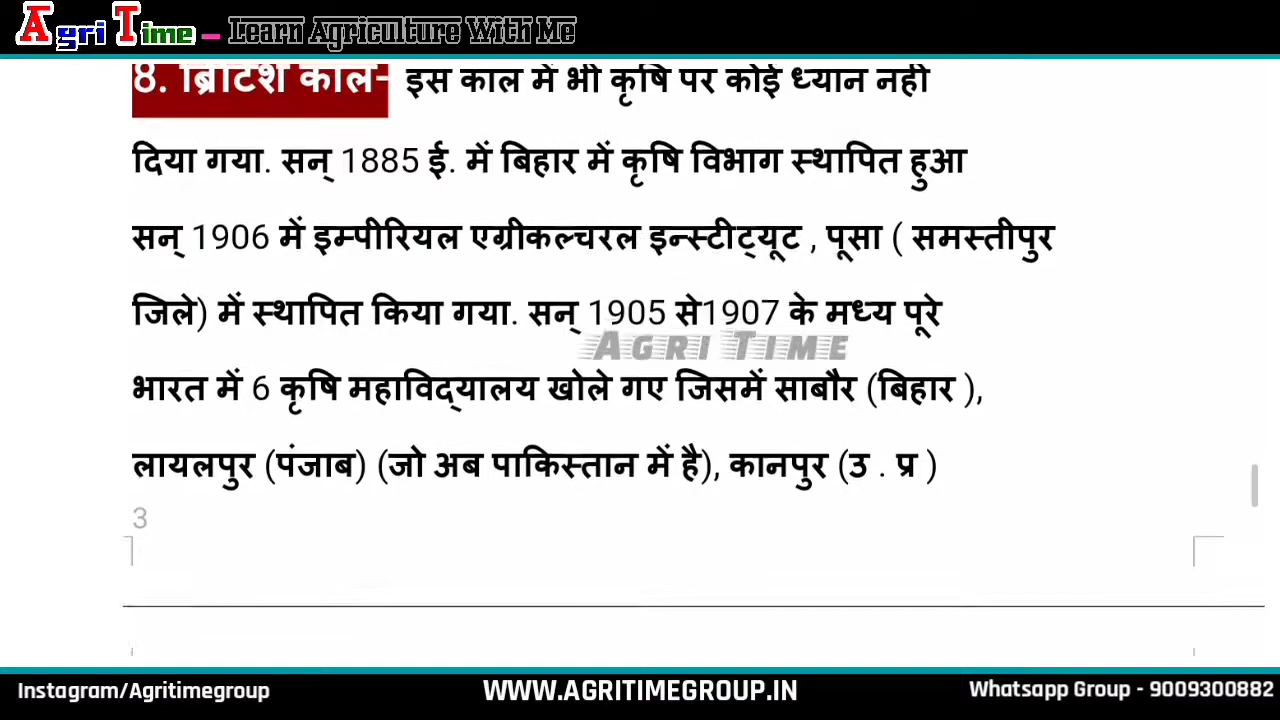 Agri Time – Learn Agriculture With Me
8. ब्रिटिश काल- इस काल में भी कृषि पर कोई ध्यान नही
दिया गया. सन् 1885 ई. में बिहार में कृषि विभाग स्थापित हुआ
सन् 1906 में इम्पीरियल एग्रीकल्चरल इन्स्टीट्यूट , पूसा ( समस्तीपुर
जिले) में स्थापित किया गया. सन् 1905 से1907 के मध्य पूरे
AGRI TIME
भारत में 6 कृषि महाविद्यालय खोले गए जिसमें साबौर (बिहार ),
लायलपुर (पंजाब) (जो अब पाकिस्तान में है), कानपुर (उ . प्र )
3
Instagram/Agritimegroup WWW.AGRITIMEGROUP.IN Whatsapp Group - 9009300882